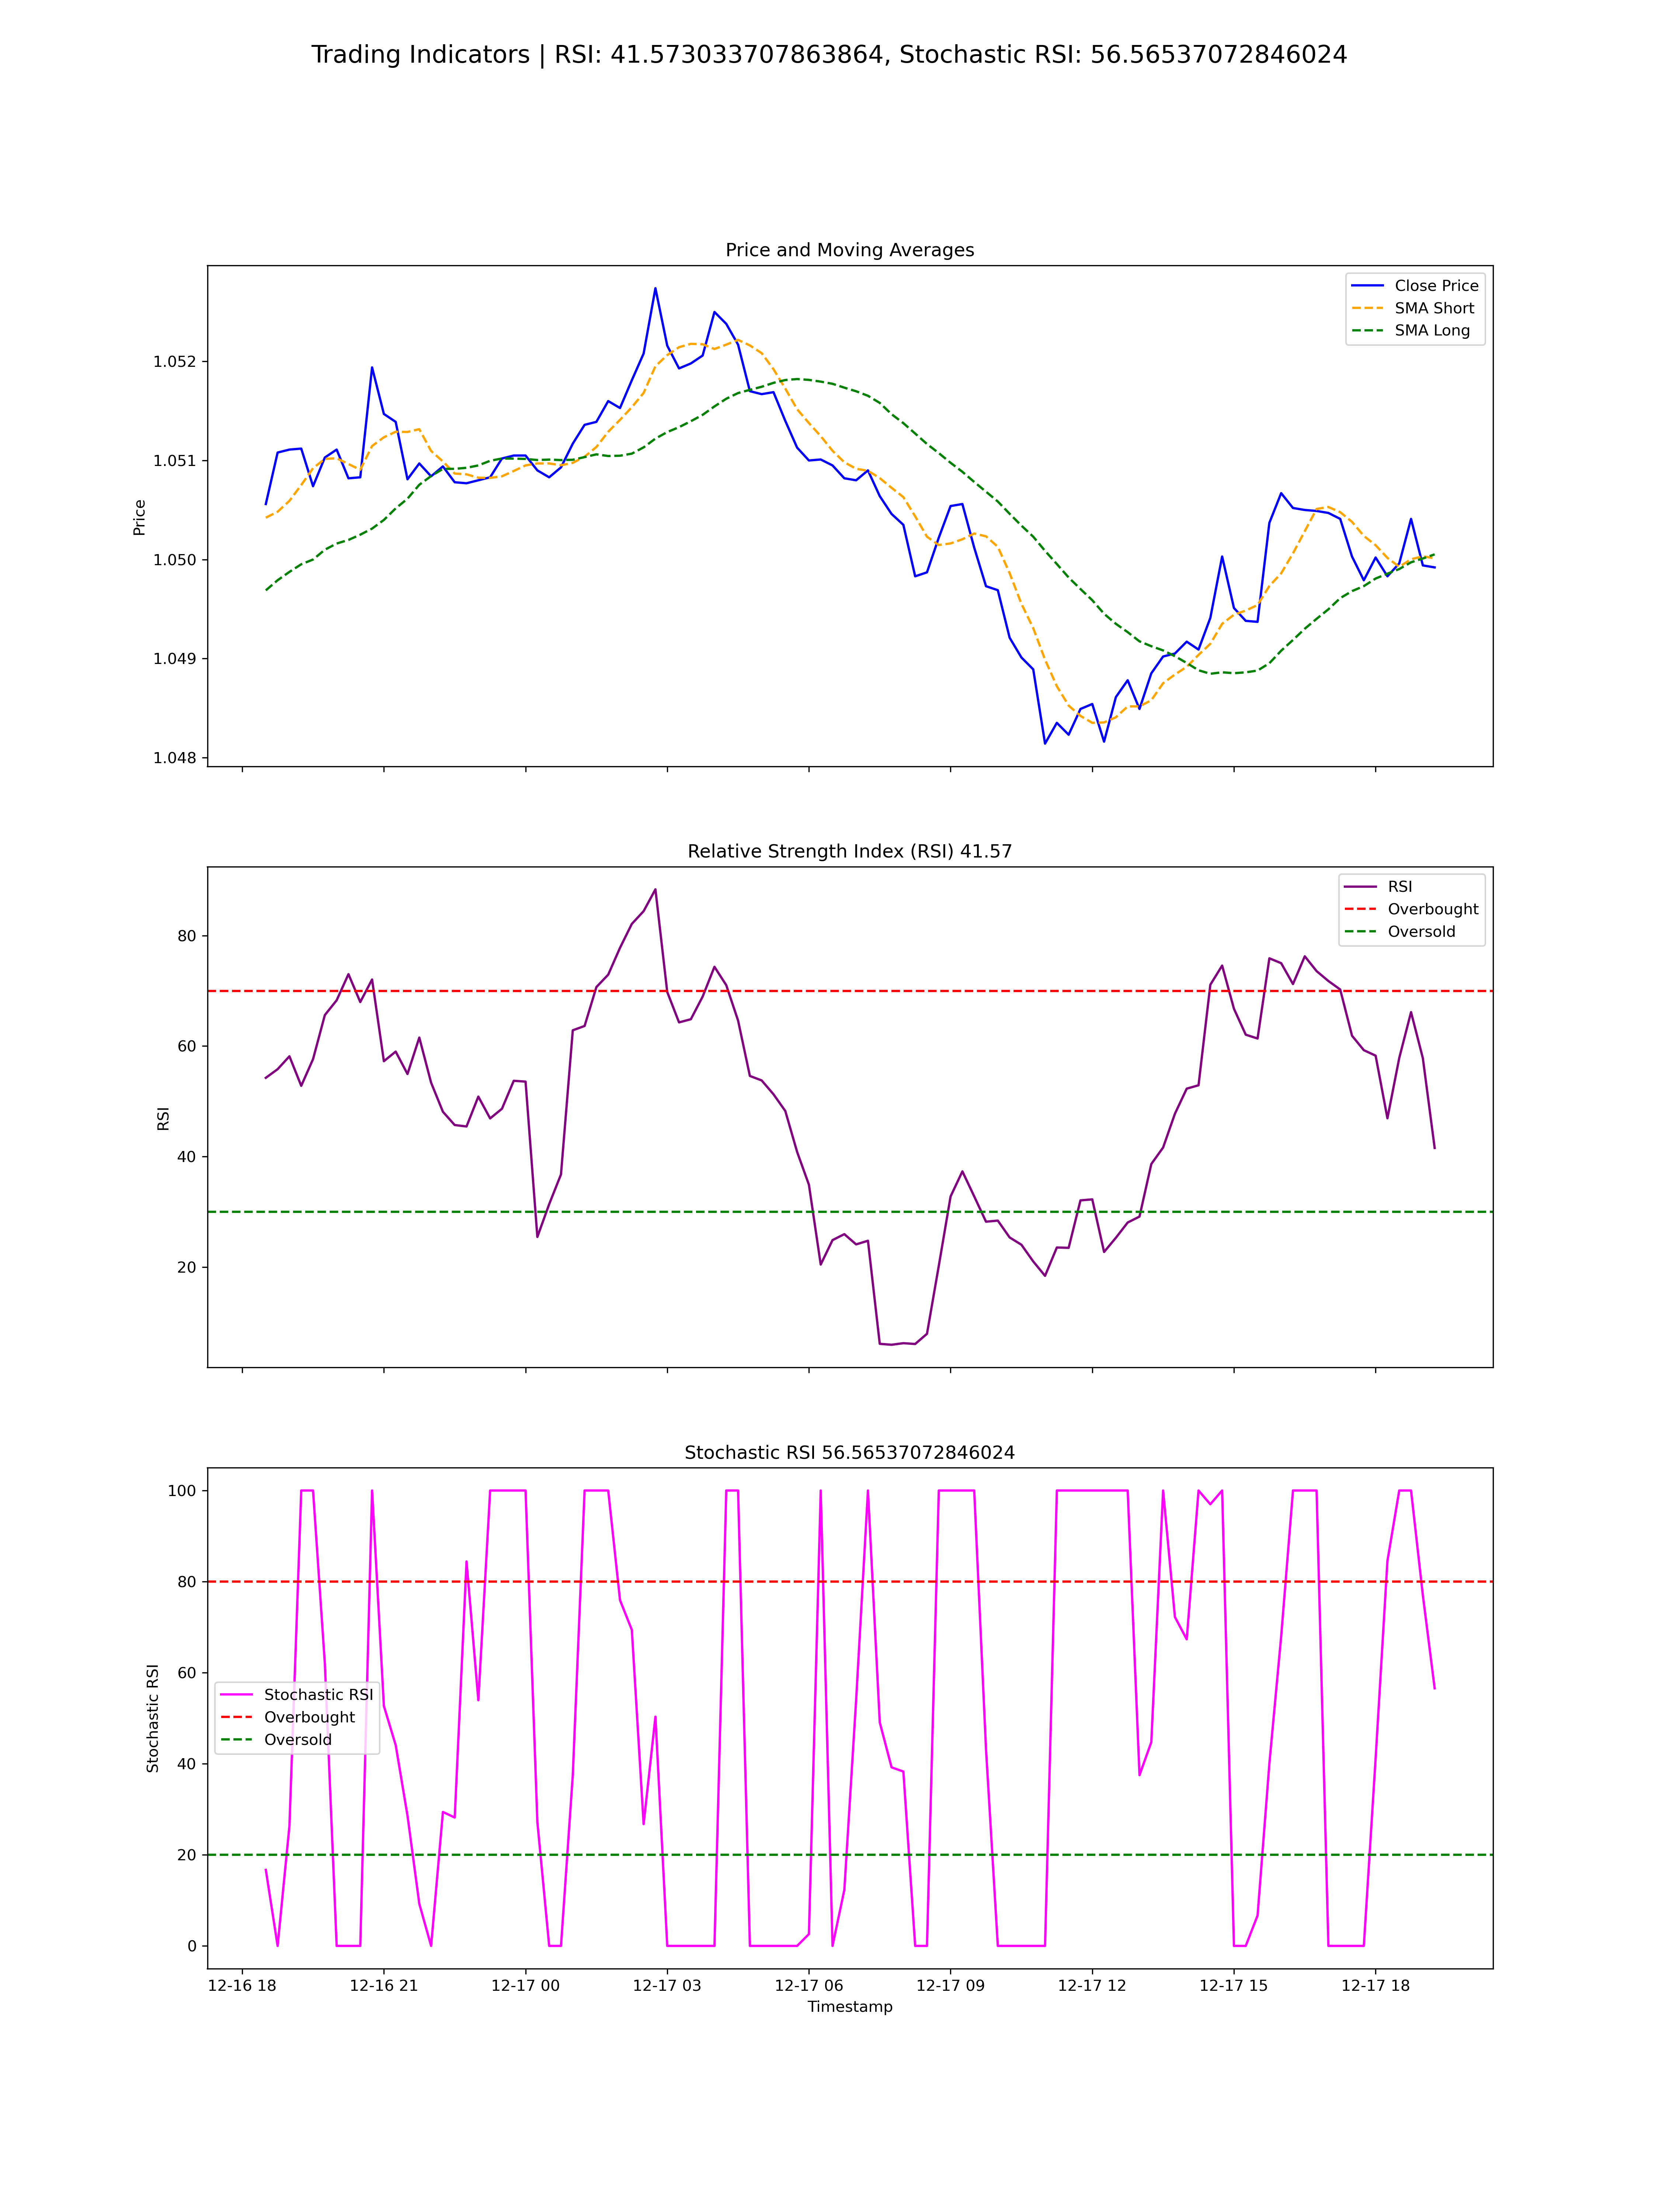 Trading Indicators | RSI: 41.573033707863864, Stochastic RSI: 56.56537072846024
Price and Moving Averages
Close Price
SMA Short
SMA Long
1.052
1.051
1.050
1.049
1.048
Price
Relative Strength Index (RSI) 41.57
RSI
Overbought
Oversold
80
60
40
20
RSI
Stochastic RSI 56.56537072846024
100
80
60
40
20
0
Stochastic RSI
Stochastic RSI
Overbought
Oversold
12-16 18 12-16 21 12-17 00 12-17 03 12-17 06 12-17 09 12-17 12 12-17 15 12-17 18
Timestamp